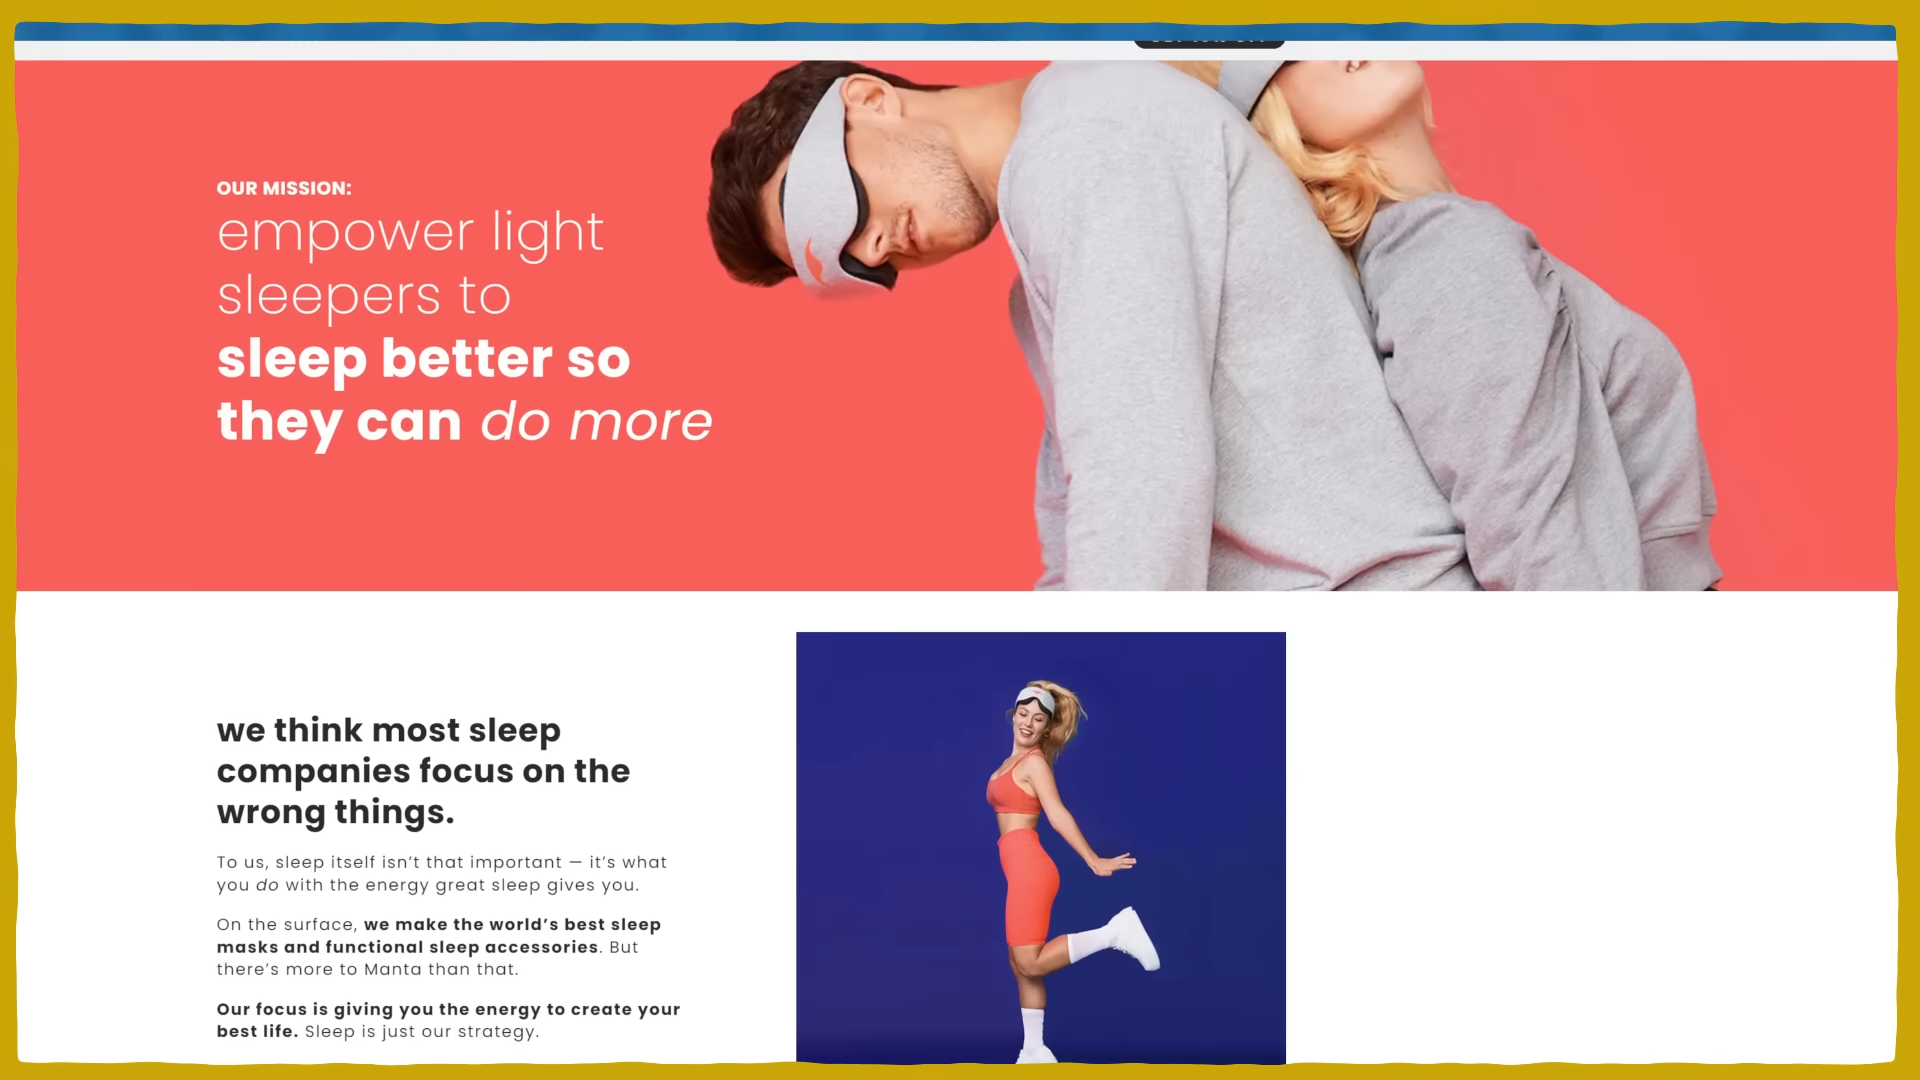 OUR MISSION:
empower light
sleepers to
sleep better so
they can do more
we think most sleep
companies focus on the
wrong things.
To us, sleep itself isn’t that important — it’s what
you do with the energy great sleep gives you.
On the surface, we make the world’s best sleep
masks and functional sleep accessories. But
there’s more to Manta than that.
Our focus is giving you the energy to create your
best life. Sleep is just our strategy.